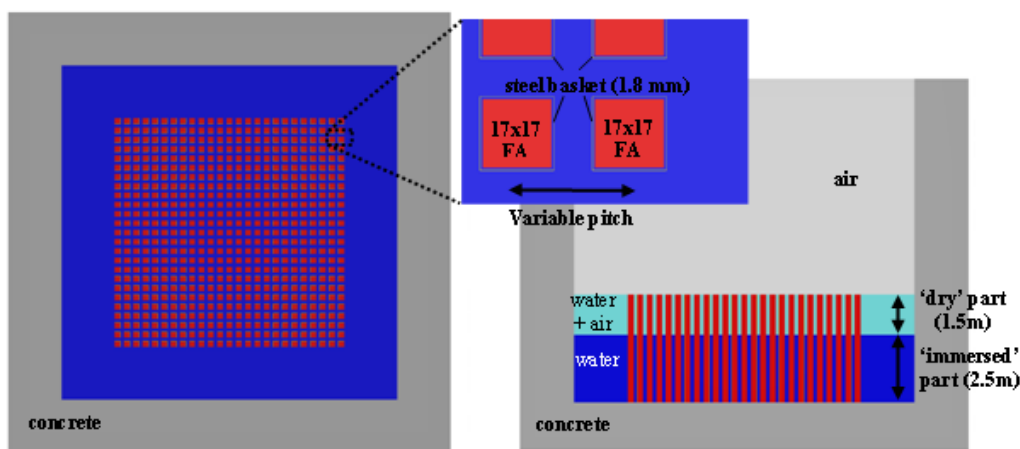 steel basket (1.8 mm)
17x17
FA
17x17
FA
Variable pitch
concrete
air
water
+ air
'dry' part
(1.5m)
water
'immersed'
part (2.5m)
concrete